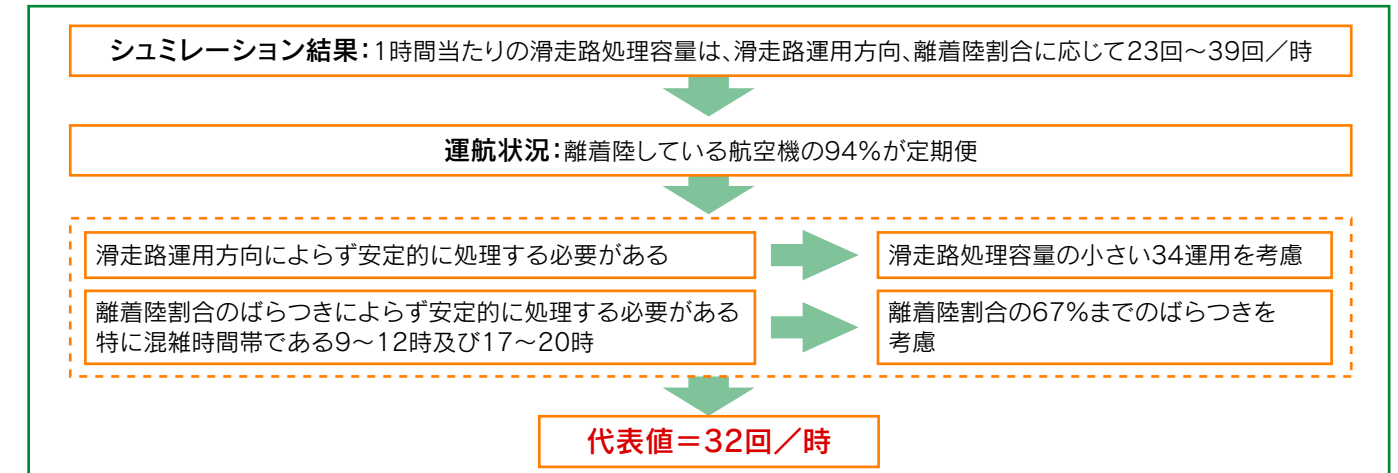 シュミレーション結果：1時間当たりの滑走路処理容量は、滑走路運用方向、離着陸割合に応じて23回～39回／時
運航状況：離着陸している航空機の94%が定期便
滑走路運用方向によらず安定的に処理する必要がある
滑走路処理容量の小さい34運用を考慮
離着陸割合のばらつきによらず安定的に処理する必要がある
特に混雑時間帯である9～12時及び17～20時
離着陸割合の67%までのばらつきを
考慮
代表値＝32回／時